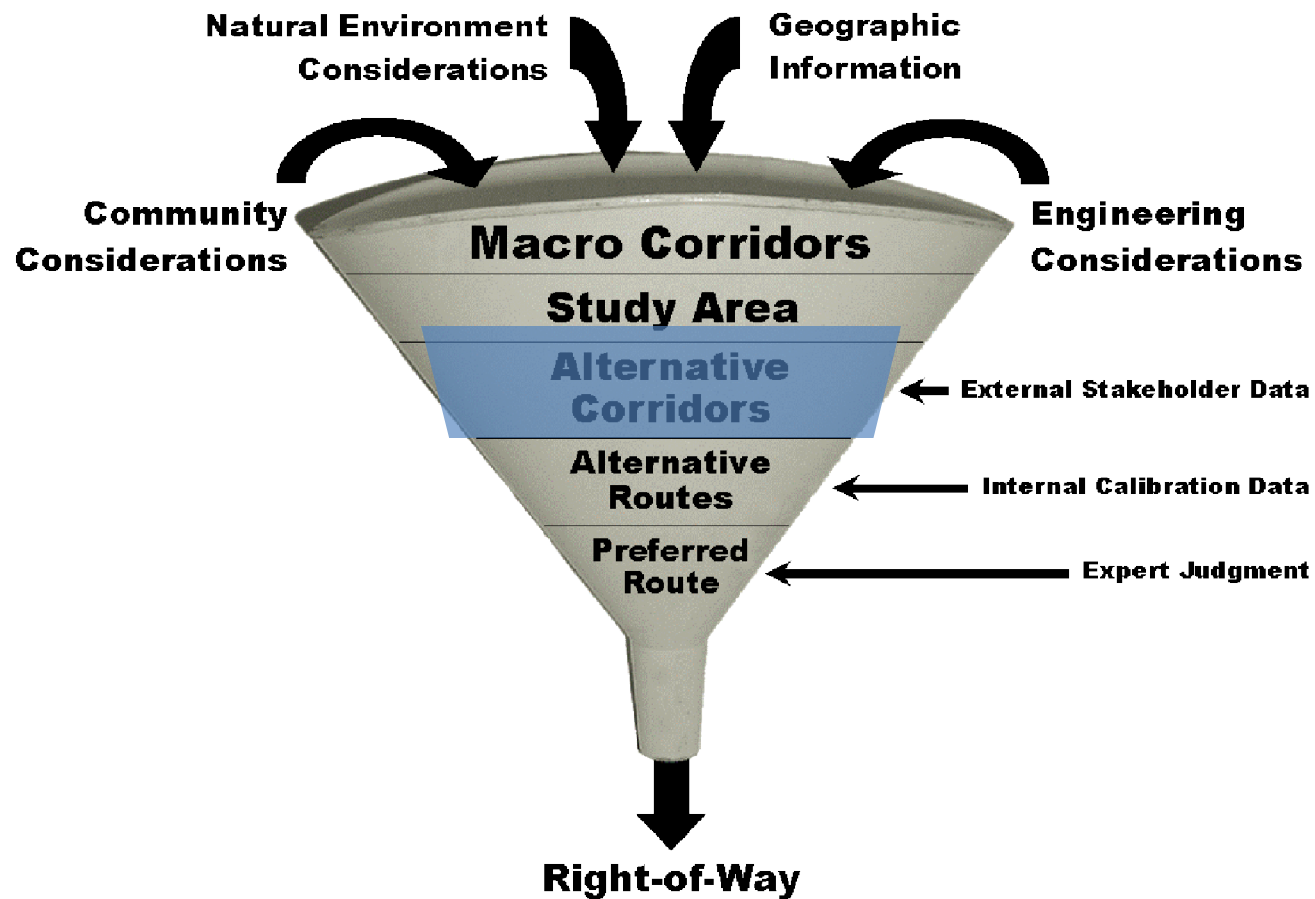 Natural Environment
Considerations
Geographic
Information
Community
Considerations
Engineering
Considerations
Macro Corridors
Study Area
Alternative
Corridors
External Stakeholder Data
Alternative
Routes
Internal Calibration Data
Preferred
Route
Expert Judgment
Right-of-Way